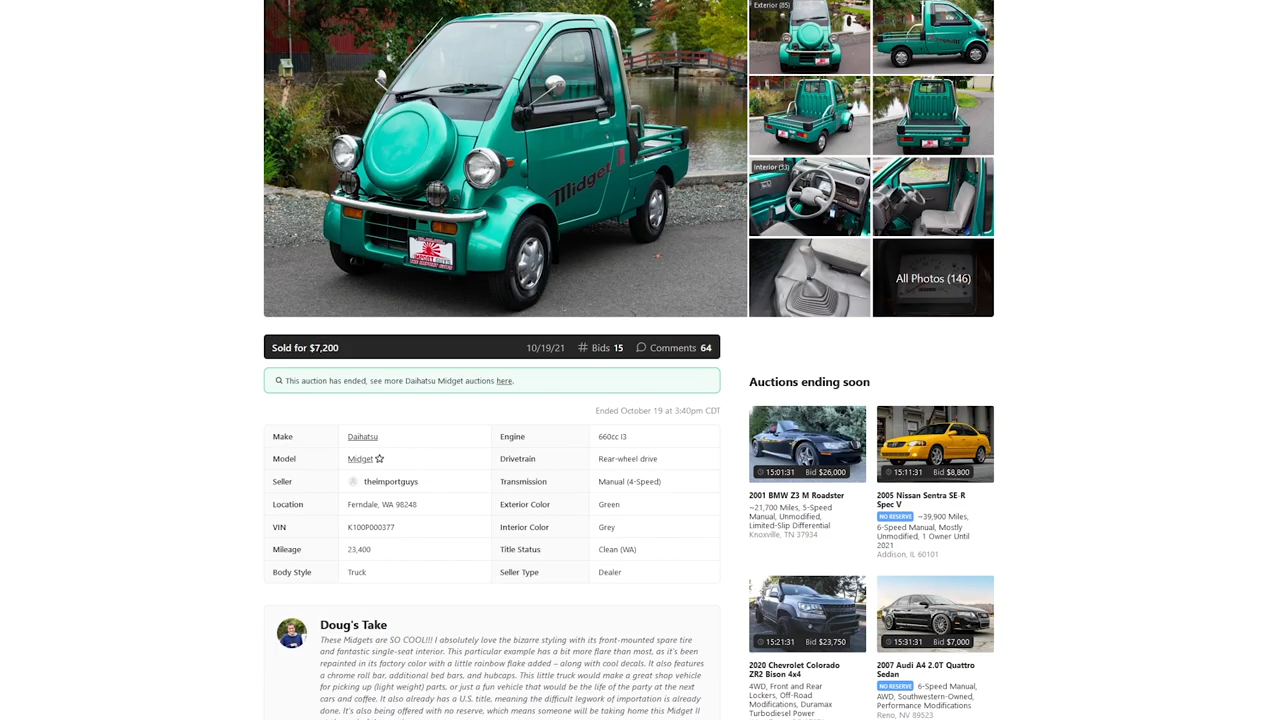 Exterior (85)
Midget
Interior (53)
All Photos (146)
Sold for $7,200
10/19/21
Bids 15
Comments 64
This auction has ended, see more Daihatsu Midget auctions here.
Ended October 19 at 3:40pm CDT
Make Daihatsu Engine 660cc I3
Model Midget Drivetrain Rear-wheel drive
Seller theimportguys Transmission Manual (4-Speed)
Location Ferndale, WA 98248 Exterior Color Green
VIN K100P000377 Interior Color Grey
Mileage 23,400 Title Status Clean (WA)
Body Style Truck Seller Type Dealer
Doug's Take
These Midgets are SO COOL!!! I absolutely love the bizarre styling with its front-mounted spare tire
and fantastic single-seat interior. This particular example has a bit more flare than most, as it's been
repainted in its factory color with a little rainbow flake added – along with cool decals. It also features
a chrome roll bar, additional bed bars, and hubcaps. This little truck would make a great shop vehicle
for picking up (light weight) parts, or just a fun vehicle that would be the life of the party at the next
cars and coffee. It also already has a U.S. title, meaning the difficult legwork of importation is already
done. It's also being offered with no reserve, which means someone will be taking home this Midget II
Auctions ending soon
15:01:31 Bid $26,000
2001 BMW Z3 M Roadster
~21,700 Miles, 5-Speed
Manual, Unmodified,
Limited-Slip Differential
Knoxville, TN 37934
15:11:31 Bid $8,800
2005 Nissan Sentra SE-R
Spec V
NO RESERVE ~39,900 Miles,
6-Speed Manual, Mostly
Unmodified, 1 Owner Until
2021
Addison, IL 60101
15:21:31 Bid $23,750
2020 Chevrolet Colorado
ZR2 Bison 4x4
4WD, Front and Rear
Lockers, Off-Road
Modifications, Duramax
Turbodiesel Power
15:31:31 Bid $7,000
2007 Audi A4 2.0T Quattro
Sedan
NO RESERVE 6-Speed Manual,
AWD, Southwestern-Owned,
Performance Modifications
Reno, NV 89523